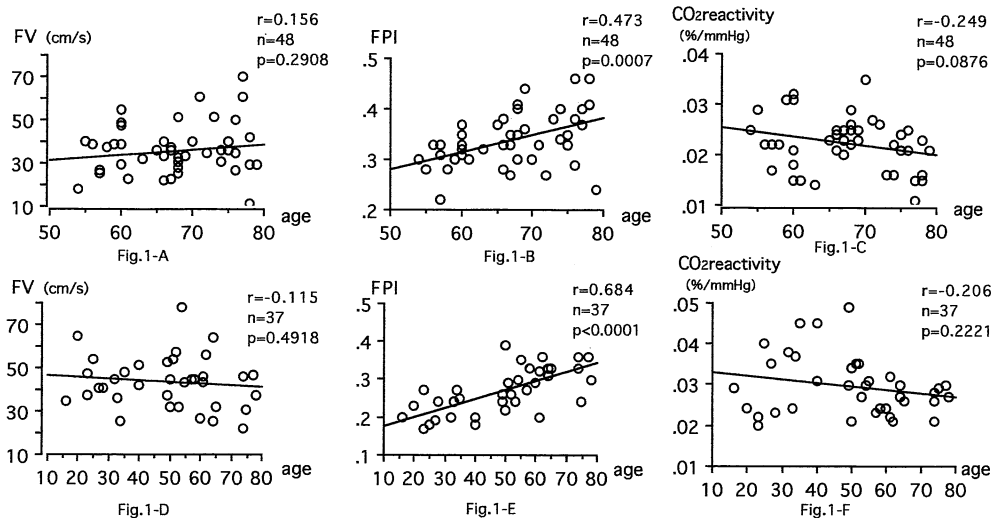 FV (cm/s)
r=0.156
n=48
p=0.2908
70
50
30
10
50
60
70
80
age
Fig.1-A
FPI
r=0.473
n=48
p=0.0007
.5
.4
.3
.2
50
60
70
80
age
Fig.1-B
CO2reactivity
(%/mmHg)
r=-0.249
n=48
p=0.0876
.04
.03
.02
.01
50
60
70
80
age
Fig.1-C
FV (cm/s)
r=-0.115
n=37
p=0.4918
70
50
30
10
10 20 30 40 50 60 70 80
age
Fig.1-D
FPI
r=0.684
n=37
p<0.0001
.5
.4
.3
.2
.1
10 20 30 40 50 60 70 80
age
Fig.1-E
CO2reactivity
(%/mmHg)
r=-0.206
n=37
p=0.2221
.05
.04
.03
.02
.01
10 20 30 40 50 60 70 80
age
Fig.1-F